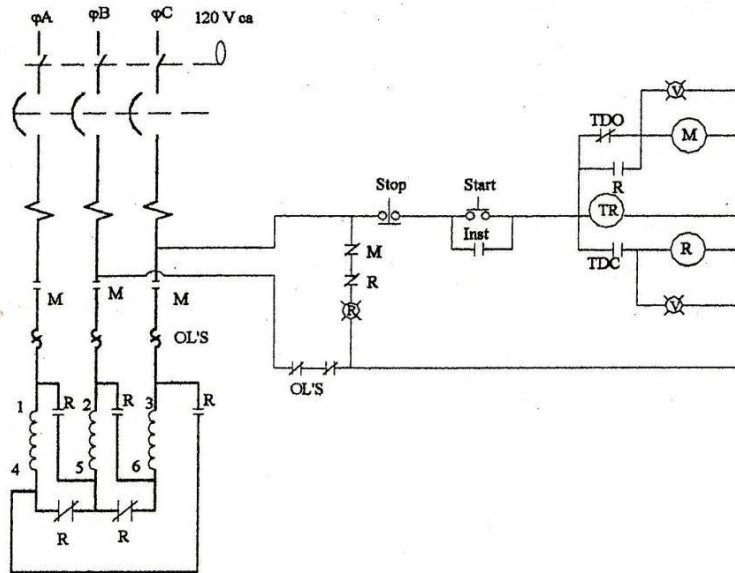 φA φB φC 120 V ca
V
TDO M
Stop Start R
TR
Inst
M M M M TDC R
R
R V
OL'S
OL'S
1 R 2 R 3 R
4 5 6
R R